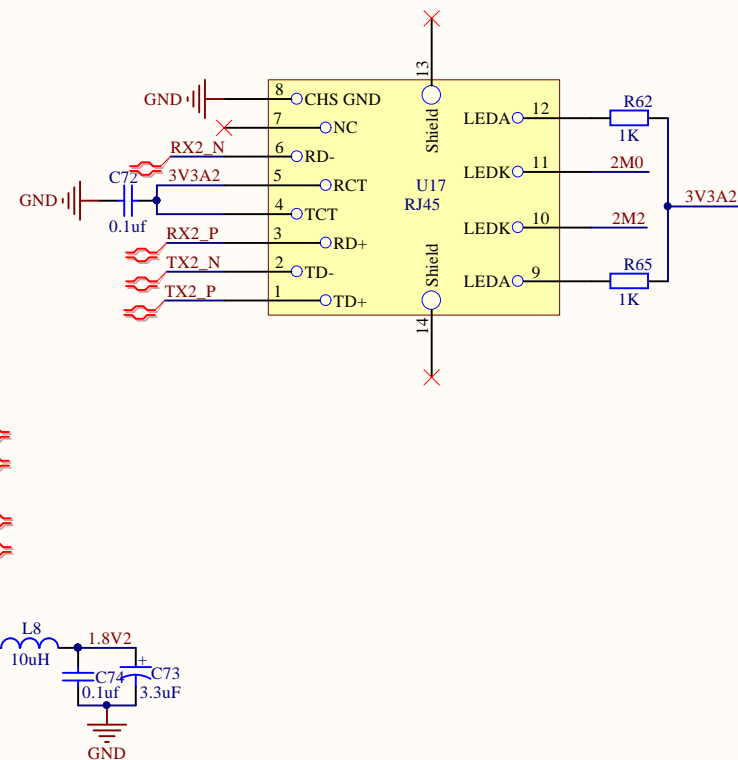 13
GND
8
CHS GND
7
NC
RX2_N
6
RD-
C72
3V3A2
5
RCT
GND
4
TCT
0.1uf
RX2_P
3
RD+
TX2_N
2
TD-
TX2_P
1
TD+
Shield
U17
RJ45
Shield
14
LEDA
12
R62
1K
LEDK
11
2M0
3V3A2
LEDK
10
2M2
R65
LEDA
9
1K
L8
10uH
1.8V2
C74
0.1uf
+
C73
3.3uF
GND